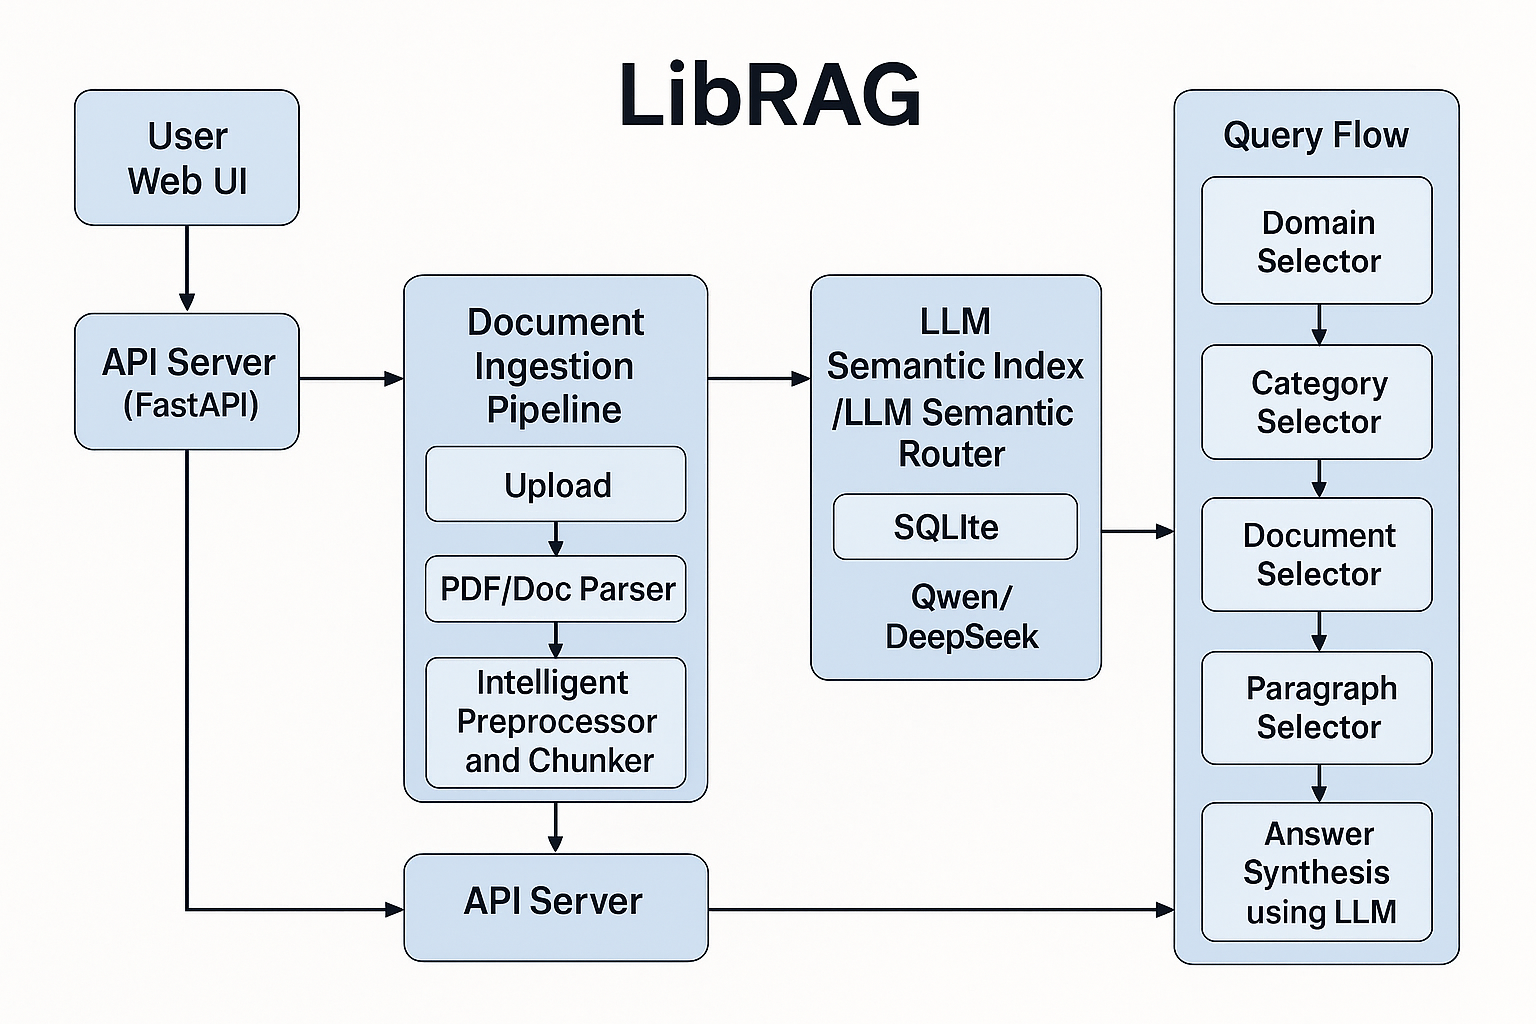 LibRAG
User
Web UI
API Server
(FastAPI)
Document
Ingestion
Pipeline
Upload
PDF/Doc Parser
Intelligent
Preprocessor
and Chunker
API Server
LLM
Semantic Index
/LLM Semantic
Router
SQLIte
Qwen/
DeepSeek
Query Flow
Domain
Selector
Category
Selector
Document
Selector
Paragraph
Selector
Answer
Synthesis
using LLM